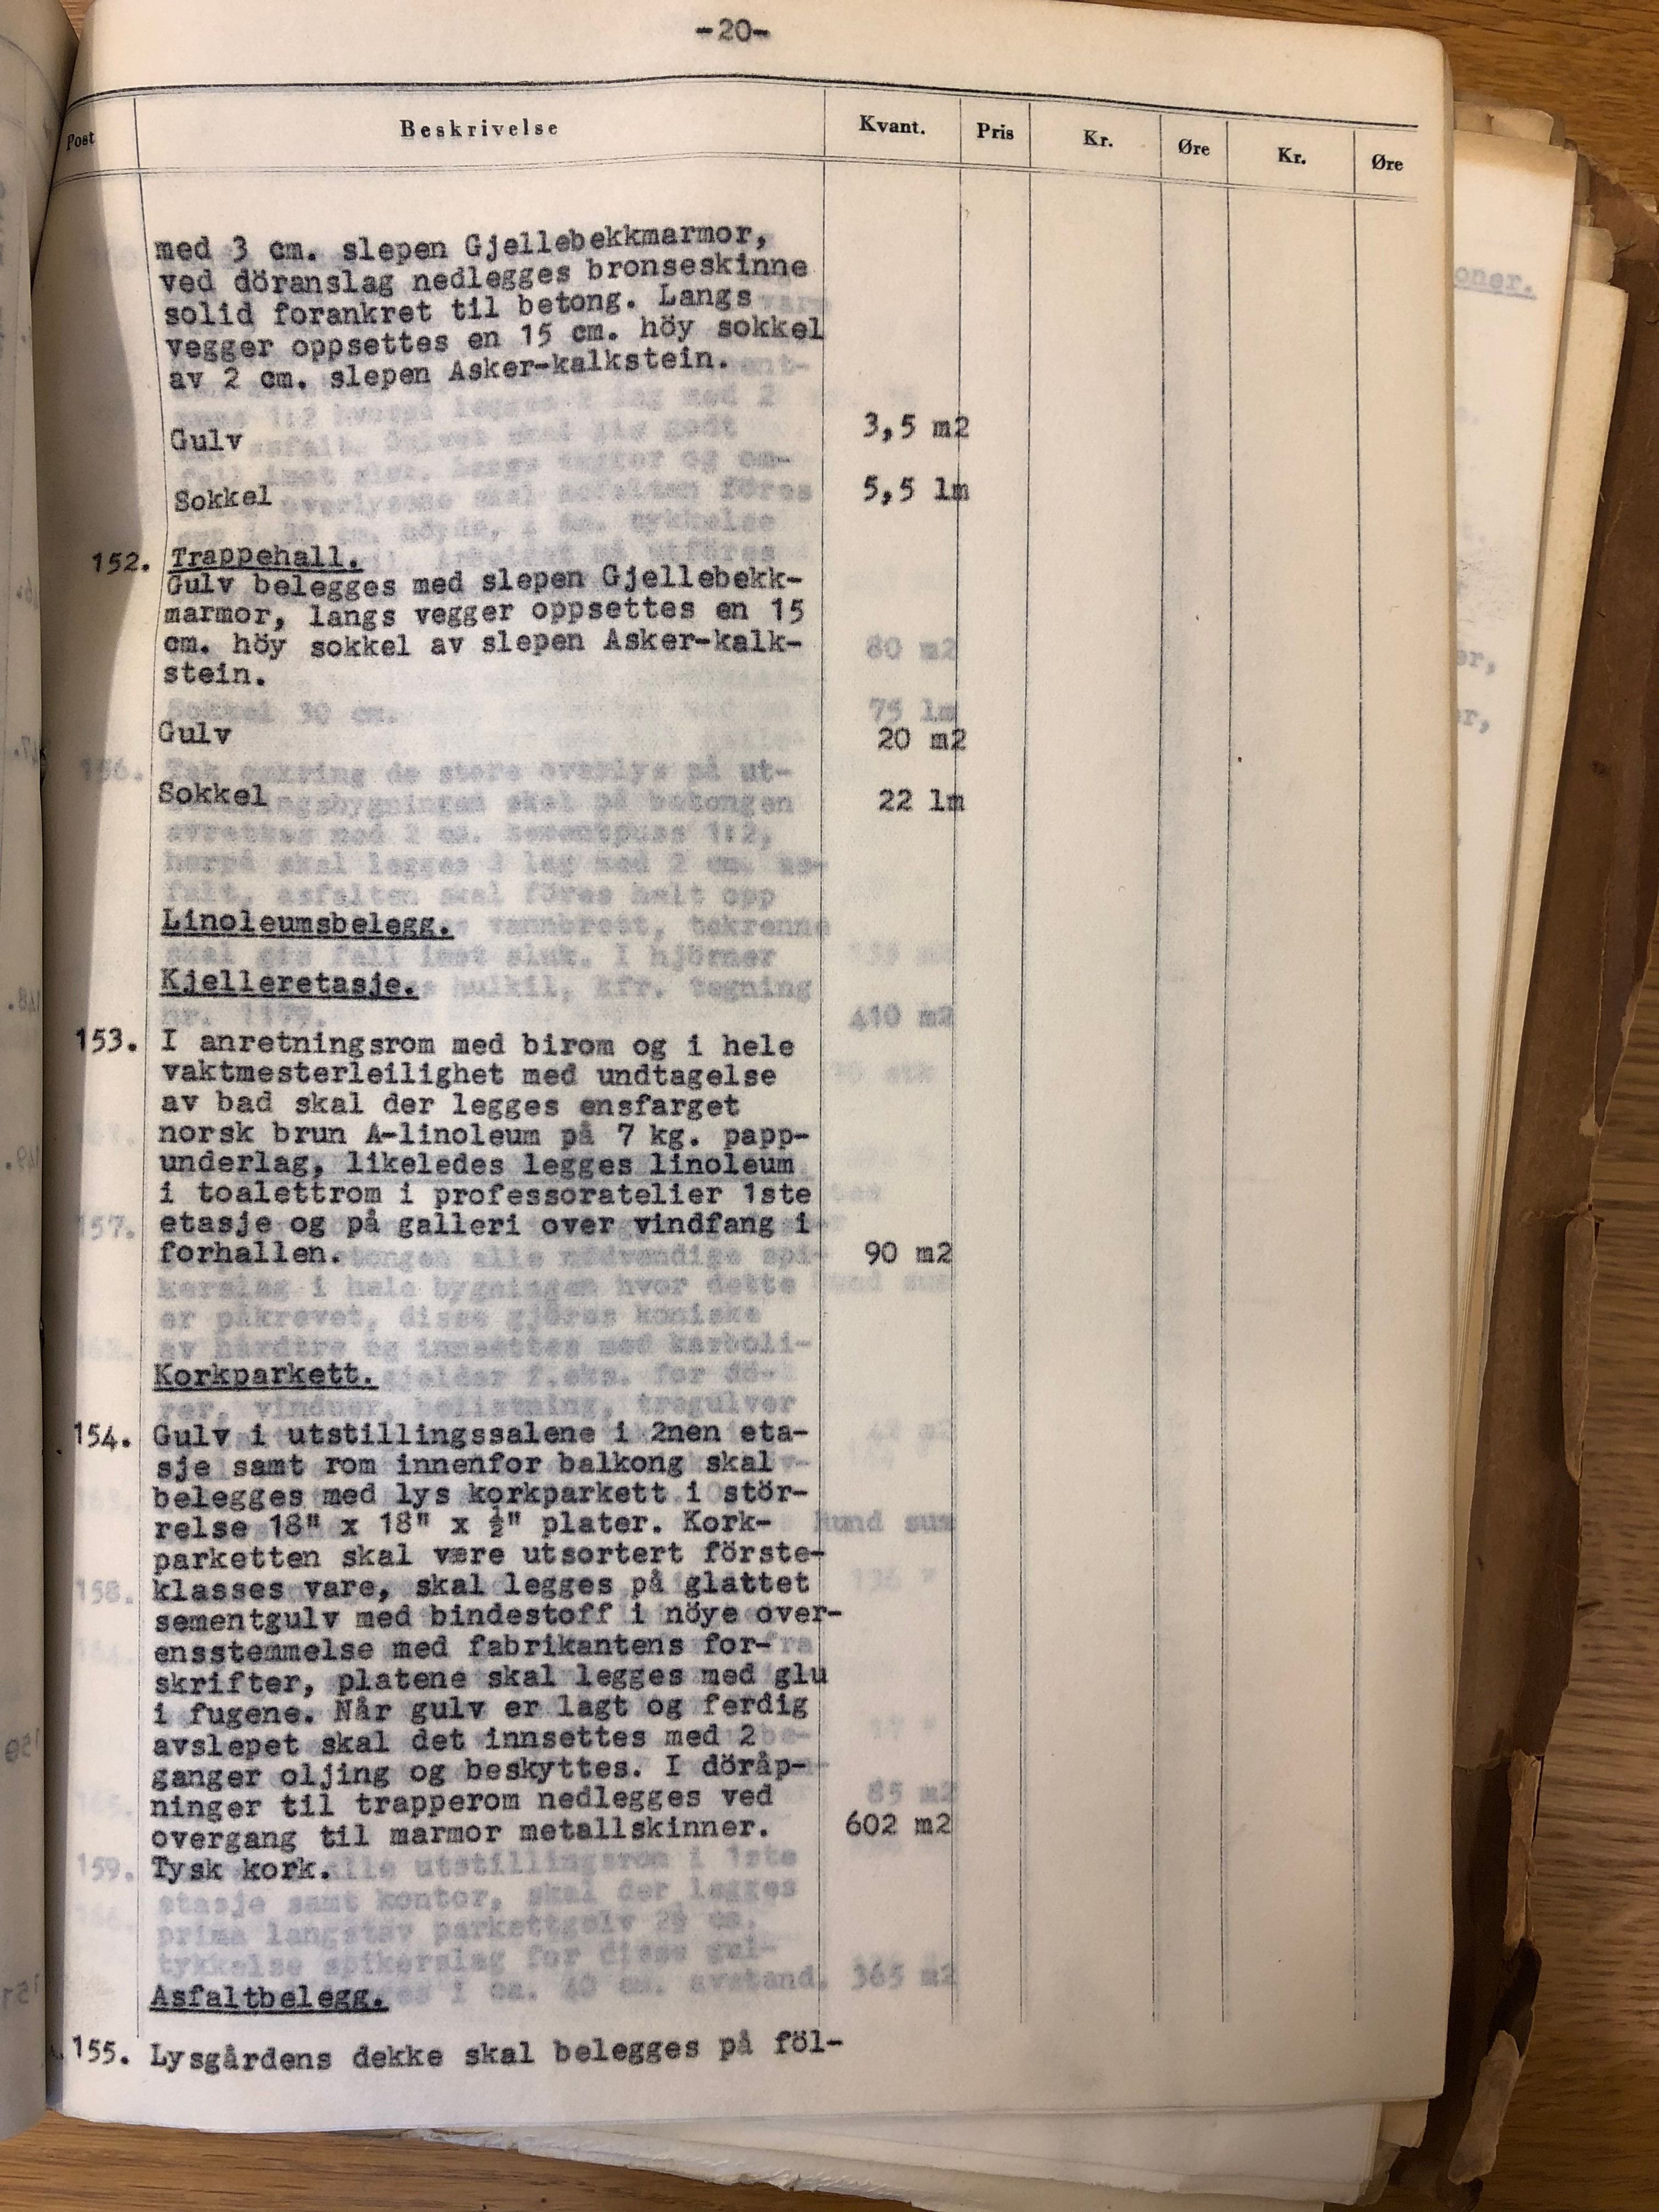 -20-
Post Beskrivelse Kvant. Pris Kr. Øre Kr. Øre
med 3 cm. slepen Gjellebekkmarmor,
ved döranslag nedlegges bronseskinne
solid forankret til betong. Langs
vegger oppsettes en 15 cm. höy sokkel
av 2 cm. slepen Asker-kalkstein.
Gulv 3,5 m2
Sokkel 5,5 lm
152. Trappehall.
Gulv belegges med slepen Gjellebekk-
marmor, langs vegger oppsettes en 15
cm. höy sokkel av slepen Asker-kalk-
stein.
Gulv 20 m2
Sokkel 22 lm
Linoleumsbelegg.
Kjelleretasje.
153. I anretningsrom med birom og i hele
vaktmesterleilighet med undtagelse
av bad skal der legges ensfarget
norsk brun A-linoleum på 7 kg. papp-
underlag, likeledes legges linoleum
i toalettrom i professoratelier 1ste
etasje og på galleri over vindfang i
forhallen. 90 m2
Korkparkett.
154. Gulv i utstillingssalene i 2nen eta-
sje samt rom innenfor balkong skal
belegges med lys korkparkett i stör-
relse 18" x 18" x ½" plater. Kork-
parketten skal være utsortert förste-
klasses vare, skal legges på glattet
sementgulv med bindestoff i nöye over-
ensstemmelse med fabrikantens for-
skrifter, platene skal legges med glu
i fugene. Når gulv er lagt og ferdig
avslepet skal det innsettes med 2
ganger oljing og beskyttes. I döråp-
ninger til trapperom nedlegges ved
overgang til marmor metallskinner. 602 m2
Tysk kork.
Asfaltbelegg.
155. Lysgårdens dekke skal belegges på föl-